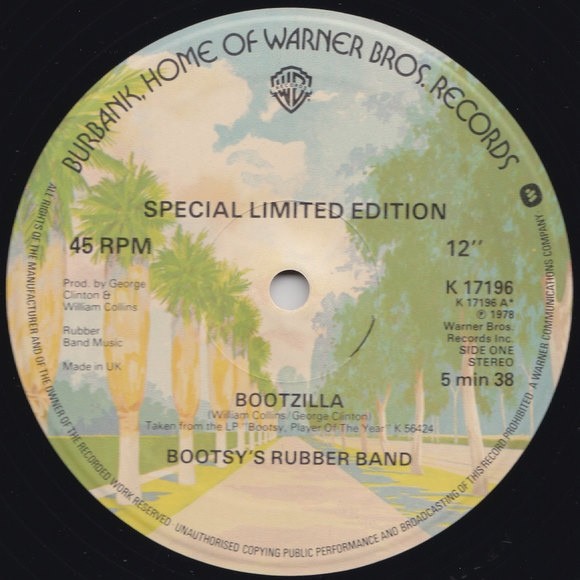 BURBANK, HOME OF WARNER BROS. RECORDS
WB
RECORDS
SPECIAL LIMITED EDITION
45 RPM
12''
Prod. by George
Clinton &
William Collins
Rubber
Band Music
Made in UK
K 17196
K 17196 A*
℗ 1978
Warner Bros.
Records Inc.
SIDE ONE
STEREO
5 min 38
BOOTZILLA
(William Collins/George Clinton)
Taken from the LP "Bootsy, Player Of The Year" K 56424
BOOTSY'S RUBBER BAND
ALL RIGHTS OF THE MANUFACTURER AND OF THE OWNER OF THE RECORDED WORK RESERVED · UNAUTHORISED COPYING PUBLIC PERFORMANCE AND BROADCASTING OF THIS RECORD PROHIBITED · A WARNER COMMUNICATIONS COMPANY